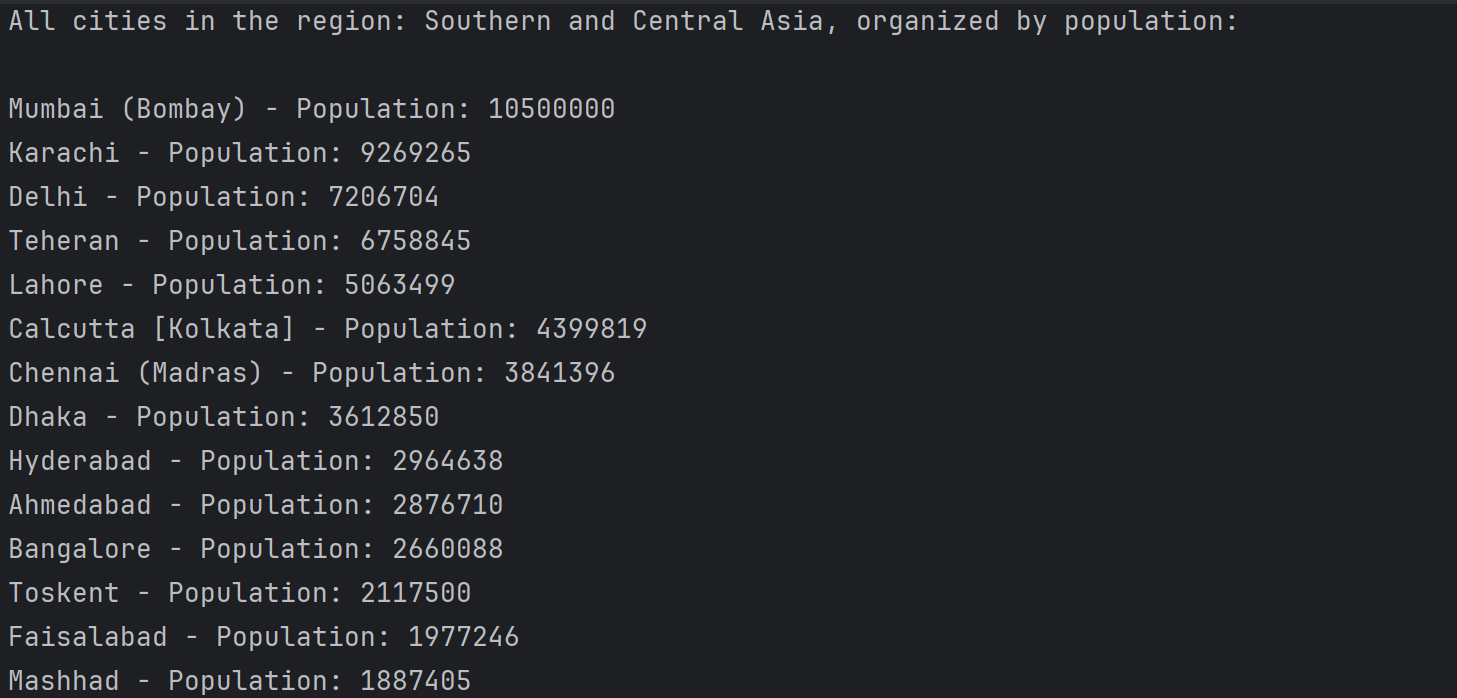 All cities in the region: Southern and Central Asia, organized by population:
Mumbai (Bombay) - Population: 10500000
Karachi - Population: 9269265
Delhi - Population: 7206704
Teheran - Population: 6758845
Lahore - Population: 5063499
Calcutta [Kolkata] - Population: 4399819
Chennai (Madras) - Population: 3841396
Dhaka - Population: 3612850
Hyderabad - Population: 2964638
Ahmedabad - Population: 2876710
Bangalore - Population: 2660088
Toskent - Population: 2117500
Faisalabad - Population: 1977246
Mashhad - Population: 1887405